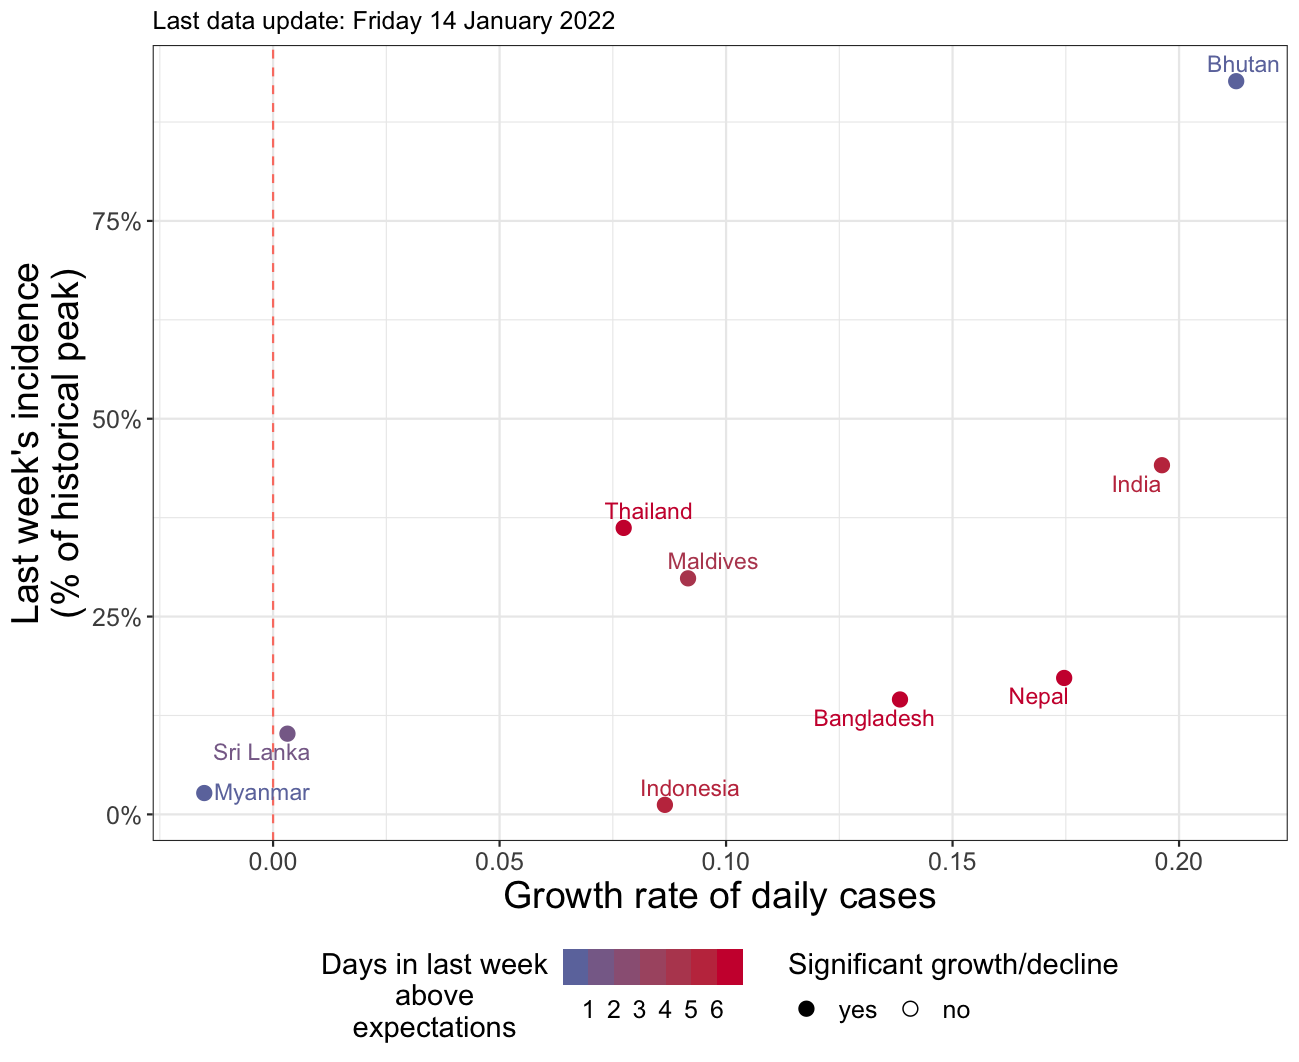 Last data update: Friday 14 January 2022
Bhutan
75%
50%
India
Thailand
Maldives
25%
Nepal
Bangladesh
Sri Lanka
Indonesia
Myanmar
0%
Last week's incidence
(% of historical peak)
0.00 0.05 0.10 0.15 0.20
Growth rate of daily cases
Days in last week
above
expectations
1 2 3 4 5 6
Significant growth/decline
yes no